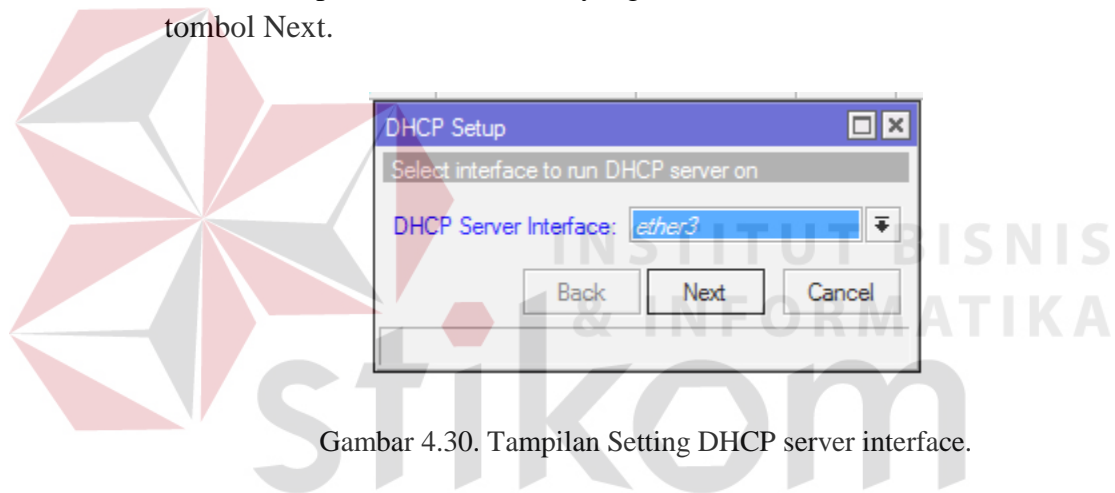 tombol Next.
DHCP Setup
Select interface to run DHCP server on
DHCP Server Interface: ether3
Back Next Cancel
INSTITUT BISNIS
& INFORMATIKA
stikom
Gambar 4.30. Tampilan Setting DHCP server interface.